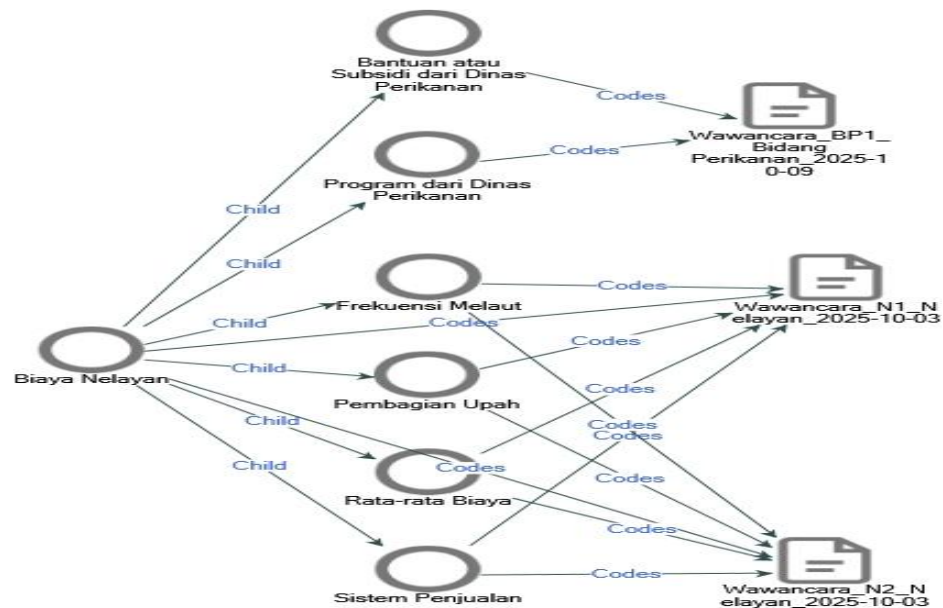 Bantuan atau
Subsidi dari Dinas
Perikanan
Codes
Wawancara_BP1_
Bidang
Perikanan_2025-1
0-09
Program dari Dinas
Perikanan
Codes
Child
Child
Frekuensi Melaut
Codes
Wawancara_N1_N
elayan_2025-10-03
Child
Codes
Biaya Nelayan
Child
Pembagian Upah
Codes
Codes
Child
Codes
Codes
Child
Codes
Codes
Rata-rata Biaya
Codes
Sistem Penjualan
Codes
Wawancara_N2_N
elayan_2025-10-03